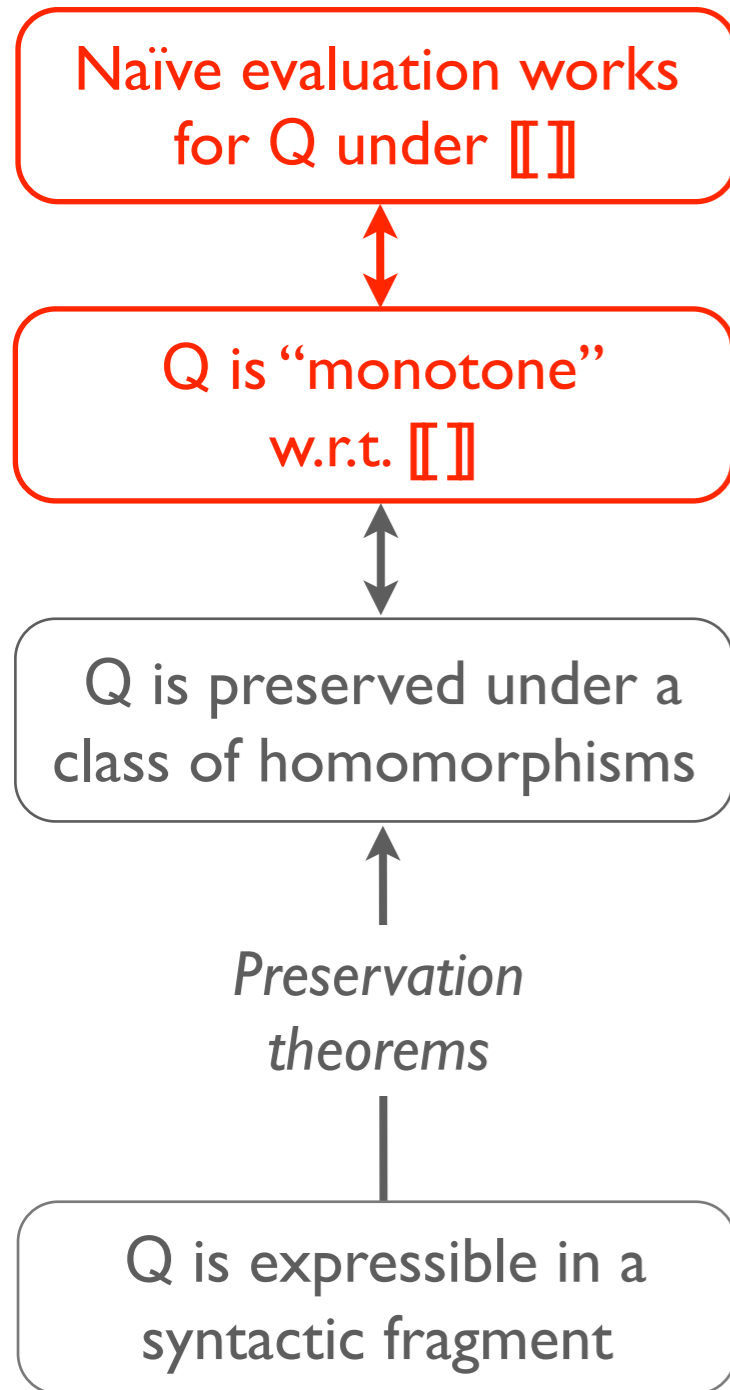 Naïve evaluation works
for Q under ⟦ ⟧
Q is “monotone”
w.r.t. ⟦ ⟧
Q is preserved under a
class of homomorphisms
Preservation
theorems
Q is expressible in a
syntactic fragment